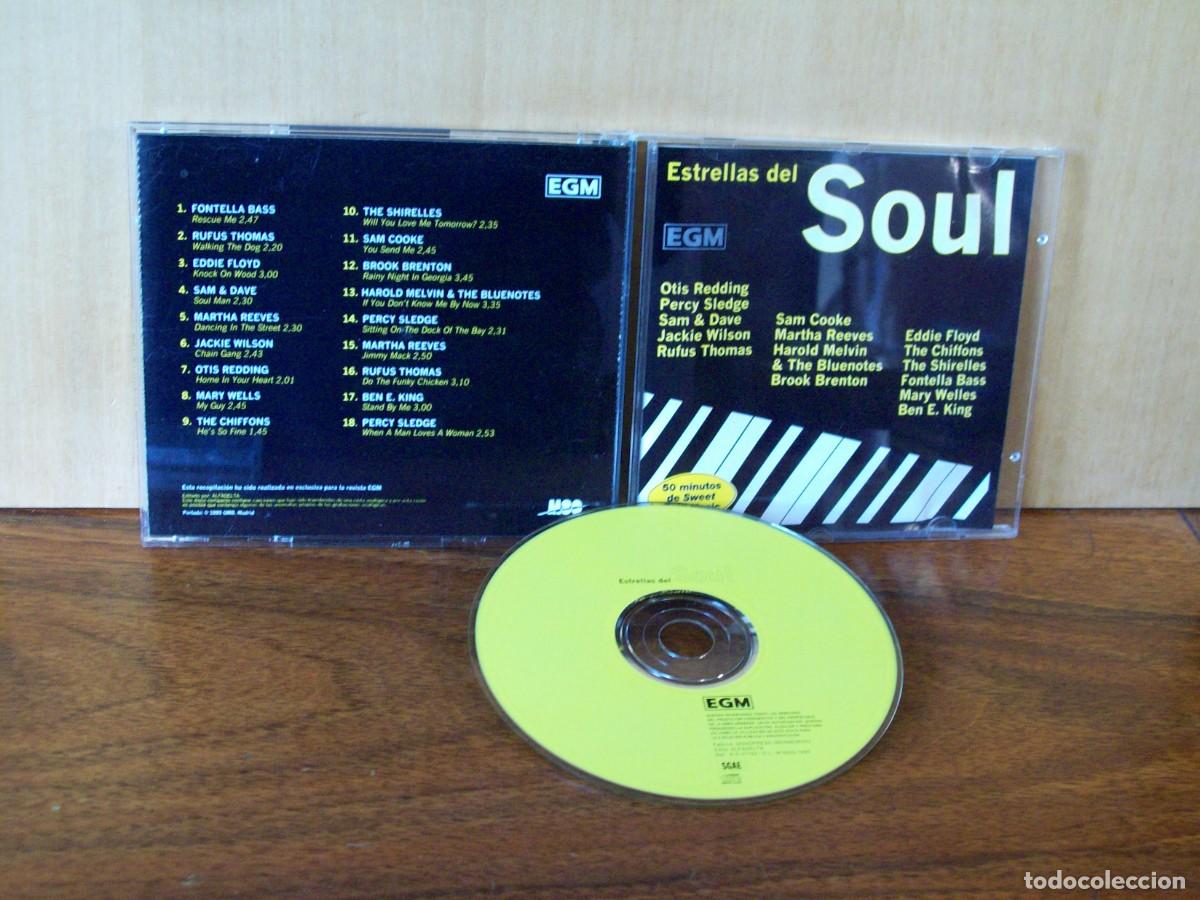 EGM
1. FONTELLA BASS
Rescue Me 2,47
2. RUFUS THOMAS
Walking The Dog 2,20
3. EDDIE FLOYD
Knock On Wood 3,00
4. SAM & DAVE
Soul Man 2,30
5. MARTHA REEVES
Dancing In The Street 2,30
6. JACKIE WILSON
Chain Gang 2,43
7. OTIS REDDING
Home In Your Heart 2,01
8. MARY WELLS
My Guy 2,45
9. THE CHIFFONS
He's So Fine 1,45
10. THE SHIRELLES
Will You Love Me Tomorrow? 2,35
11. SAM COOKE
You Send Me 2,45
12. BROOK BRENTON
Rainy Night In Georgia 3,45
13. HAROLD MELVIN & THE BLUENOTES
If You Don't Know Me By Now 3,35
14. PERCY SLEDGE
Sitting On The Dock Of The Bay 2,31
15. MARTHA REEVES
Jimmy Mack 2,50
16. RUFUS THOMAS
Do The Funky Chicken 3,10
17. BEN E. KING
Stand By Me 3,00
18. PERCY SLEDGE
When A Man Loves A Woman 2,53
Esta recopilación ha sido realizada en exclusiva para la revista EGM
Editado por: ALFADELTA
Estrellas del
Soul
EGM
Otis Redding
Percy Sledge
Sam & Dave
Jackie Wilson
Rufus Thomas
Sam Cooke
Martha Reeves
Harold Melvin
& The Bluenotes
Brook Brenton
Eddie Floyd
The Chiffons
The Shirelles
Fontella Bass
Mary Welles
Ben E. King
50 minutos
de Sweet
Estrellas del
EGM
SGAE
todocoleccion